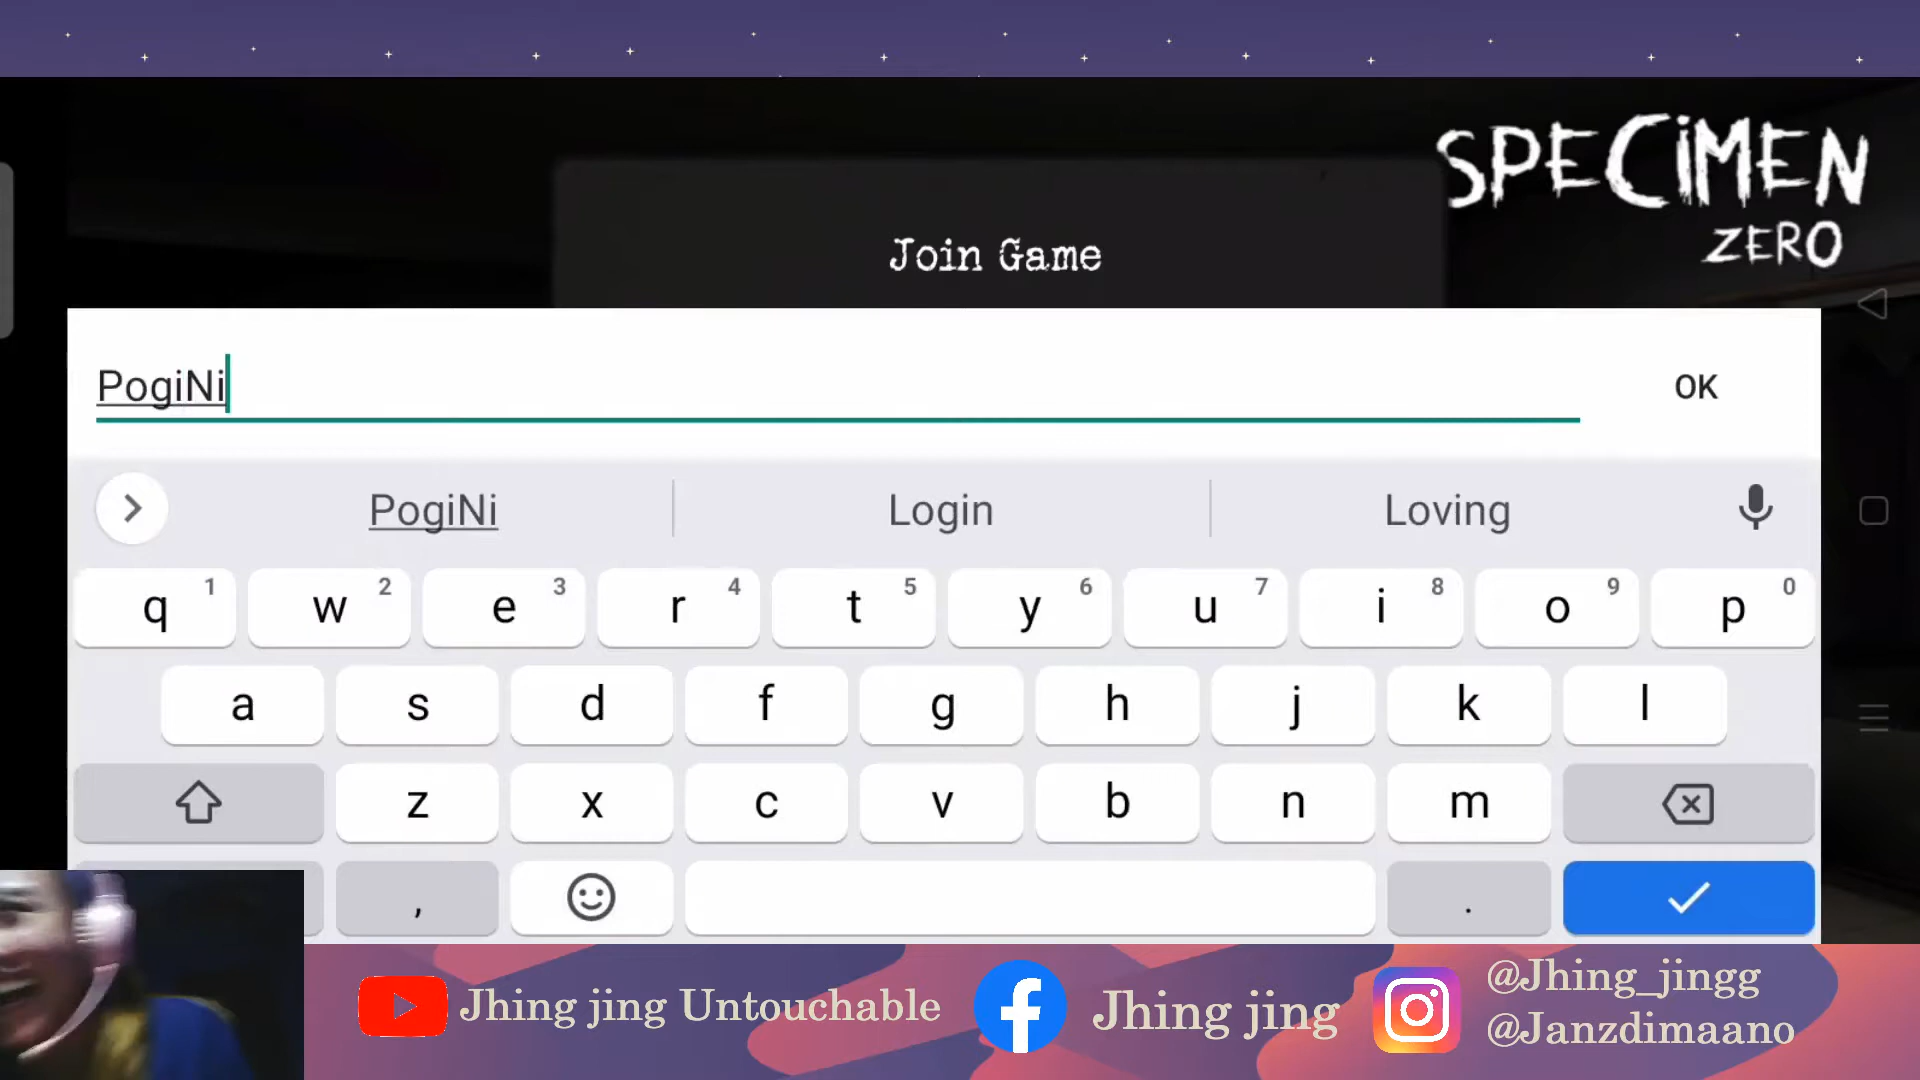 SPECiMEN
ZERO
Join Game
PogiNi
OK
PogiNi
Login
Loving
q 1 w 2 e 3 r 4 t 5 y 6 u 7 i 8 o 9 p 0
a s d f g h j k l
z x c v b n m
, .
Jhing jing Untouchable
Jhing jing
@Jhing_jingg
@Janzdimaano